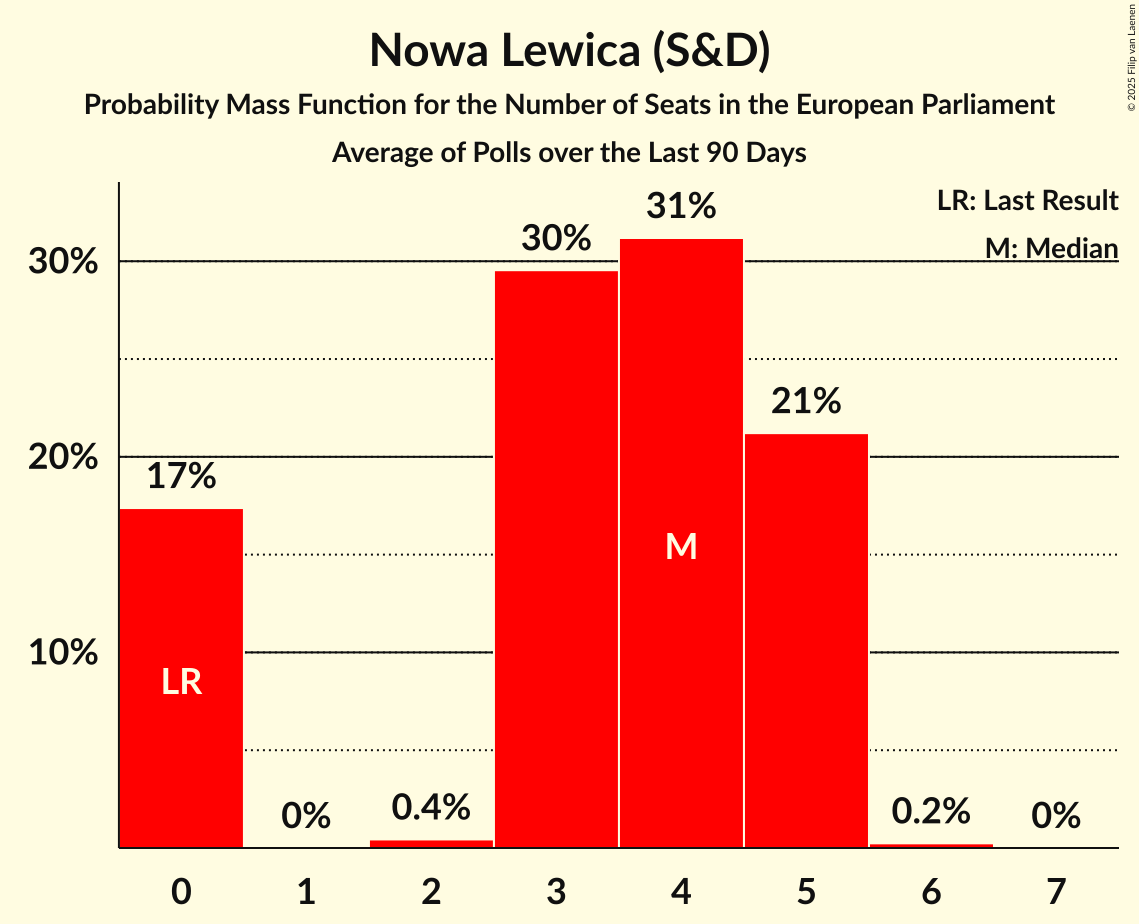 Nowa Lewica (S&D)
Probability Mass Function for the Number of Seats in the European Parliament
Average of Polls over the Last 90 Days
© 2025 Filip van Laenen
LR: Last Result
M: Median
30%
20%
10%
17%
0%
0.4%
30%
31%
21%
0.2%
0%
LR
M
0 1 2 3 4 5 6 7